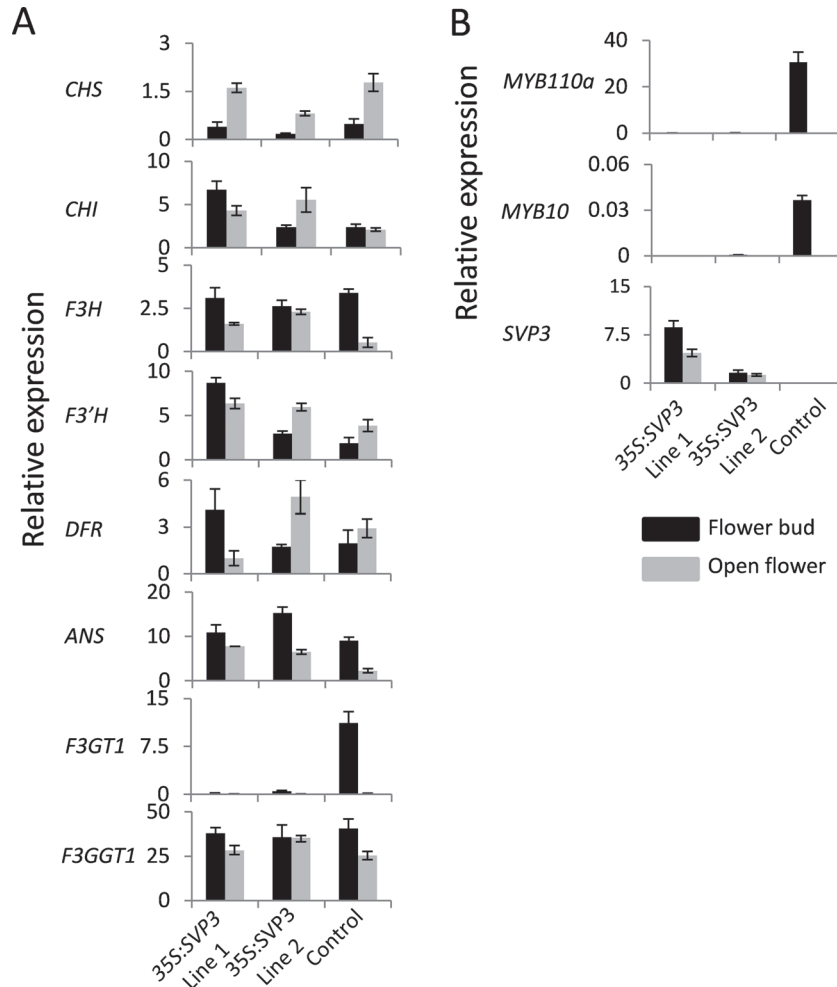 A
Relative expression
CHS
3
1.5
0
CHI
10
5
0
F3H
5
2.5
0
F3'H
10
5
0
DFR
6
3
0
ANS
20
10
0
F3GT1
15
7.5
0
F3GGT1
50
25
0
35S:SVP3
Line 1
35S:SVP3
Line 2
Control
B
Relative expression
MYB110a
40
20
0
MYB10
0.06
0.03
0
SVP3
15
7.5
0
35S:SVP3
Line 1
35S:SVP3
Line 2
Control
Flower bud
Open flower